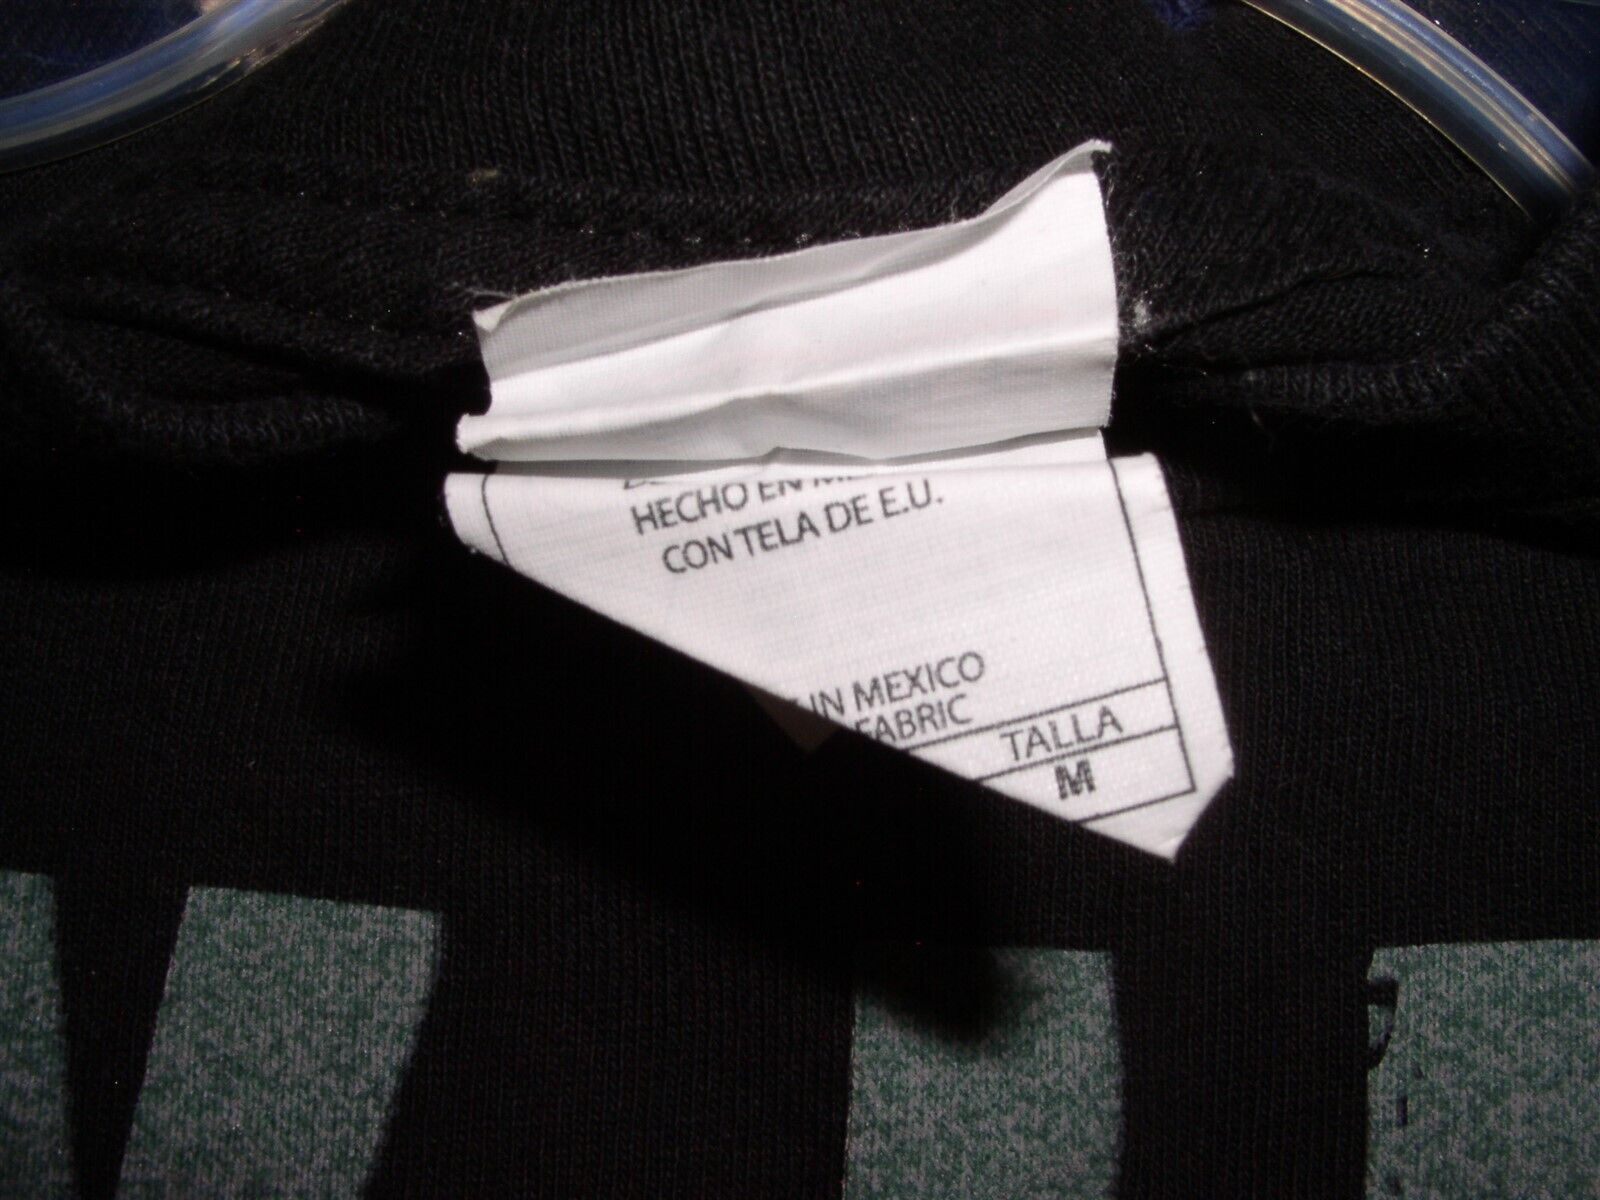 HECHO EN
CON TELA DE E.U.
IN MEXICO
FABRIC
TALLA
M